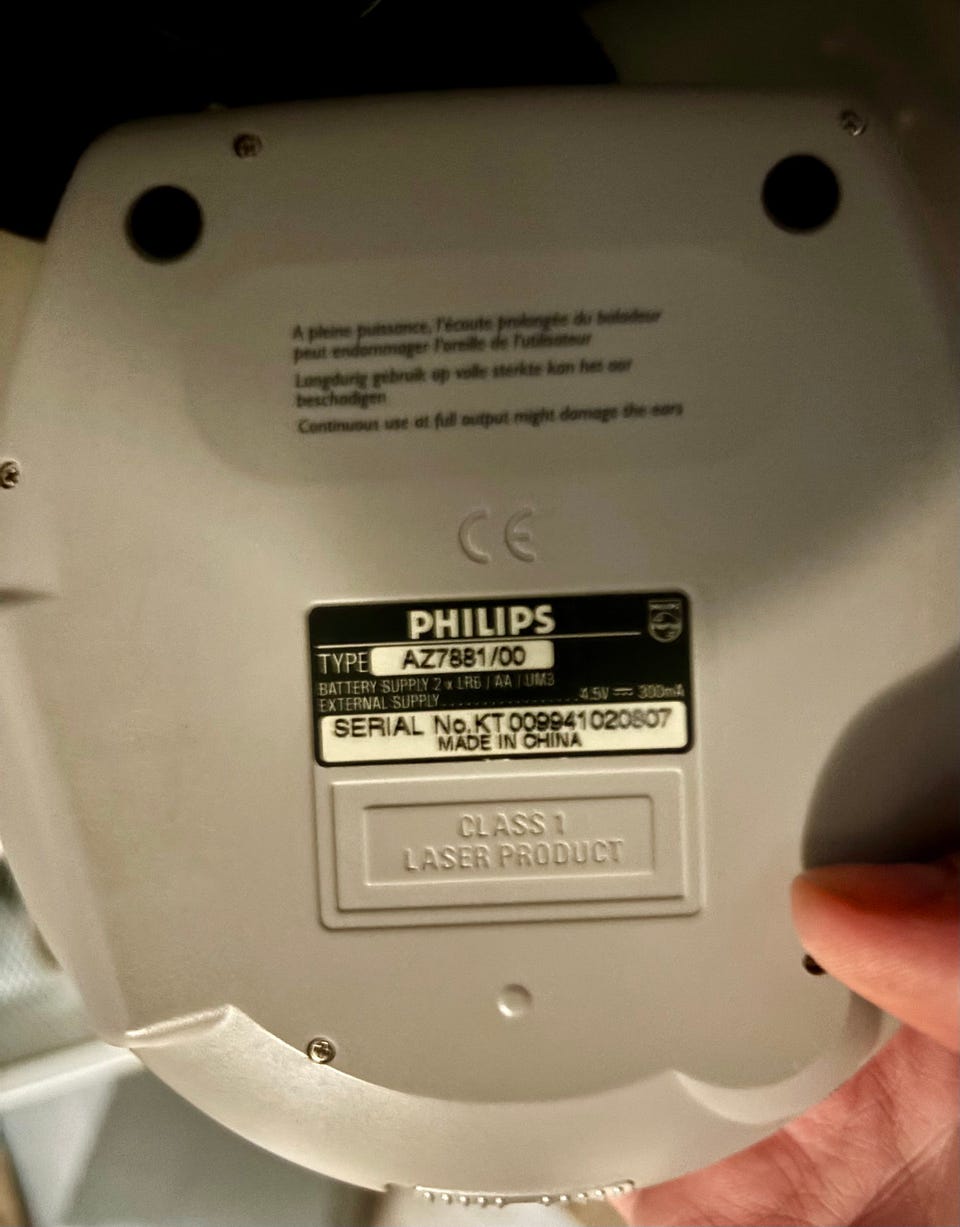 A pleine puissance, l'écoute prolongée du baladeur
peut endommager l'oreille de l'utilisateur
Langdurig gebruik op volle sterkte kan het oor
beschadigen
Continuous use at full output might damage the ears
CE
PHILIPS
TYPE AZ7881/00
BATTERY SUPPLY 2 x LR6 / AA / UM3
EXTERNAL SUPPLY........................ 4.5V ⎓ 300mA
SERIAL No.KT009941020807
MADE IN CHINA
CLASS 1
LASER PRODUCT